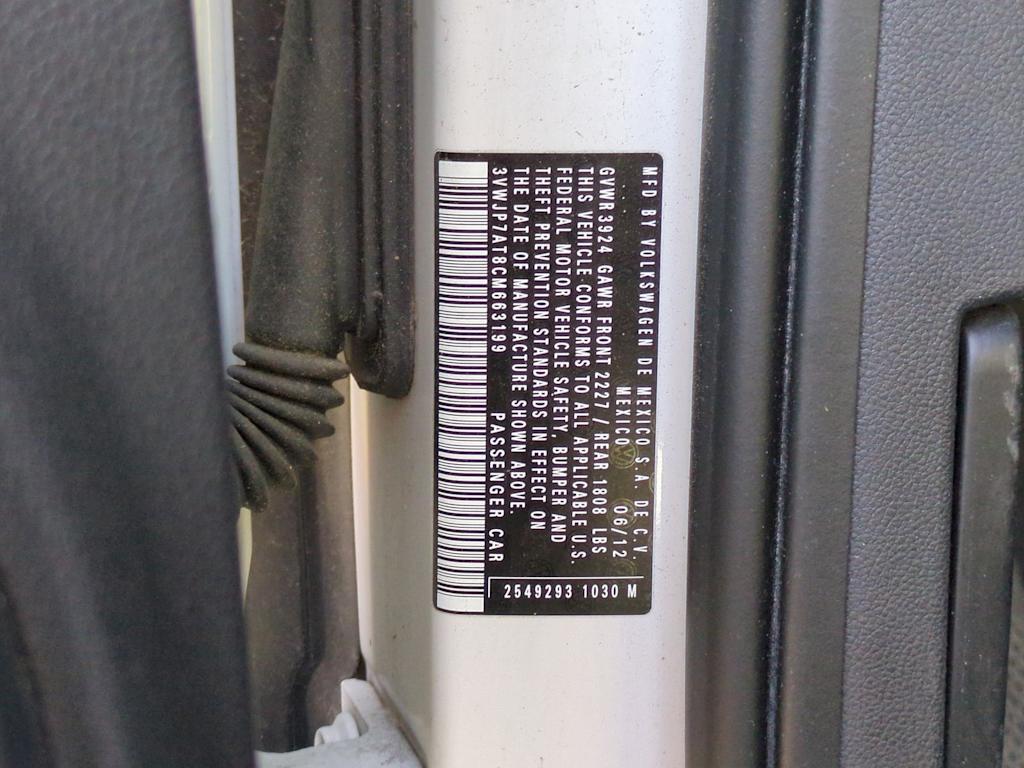 MFD BY VOLKSWAGEN DE MEXICO S.A. DE C.V
MEXICO
MEXICO 06/12
GVWR3924 GAWR FRONT 2227/ REAR 1808 LBS
THIS VEHICLE CONFORMS TO ALL APPLICABLE U.S.
FEDERAL MOTOR VEHICLE SAFETY, BUMPER AND
THEFT PREVENTION STANDARDS IN EFFECT ON
THE DATE OF MANUFACTURE SHOWN ABOVE.
3VWJP7AT8CM663199 PASSENGER CAR
2549293 1030 M